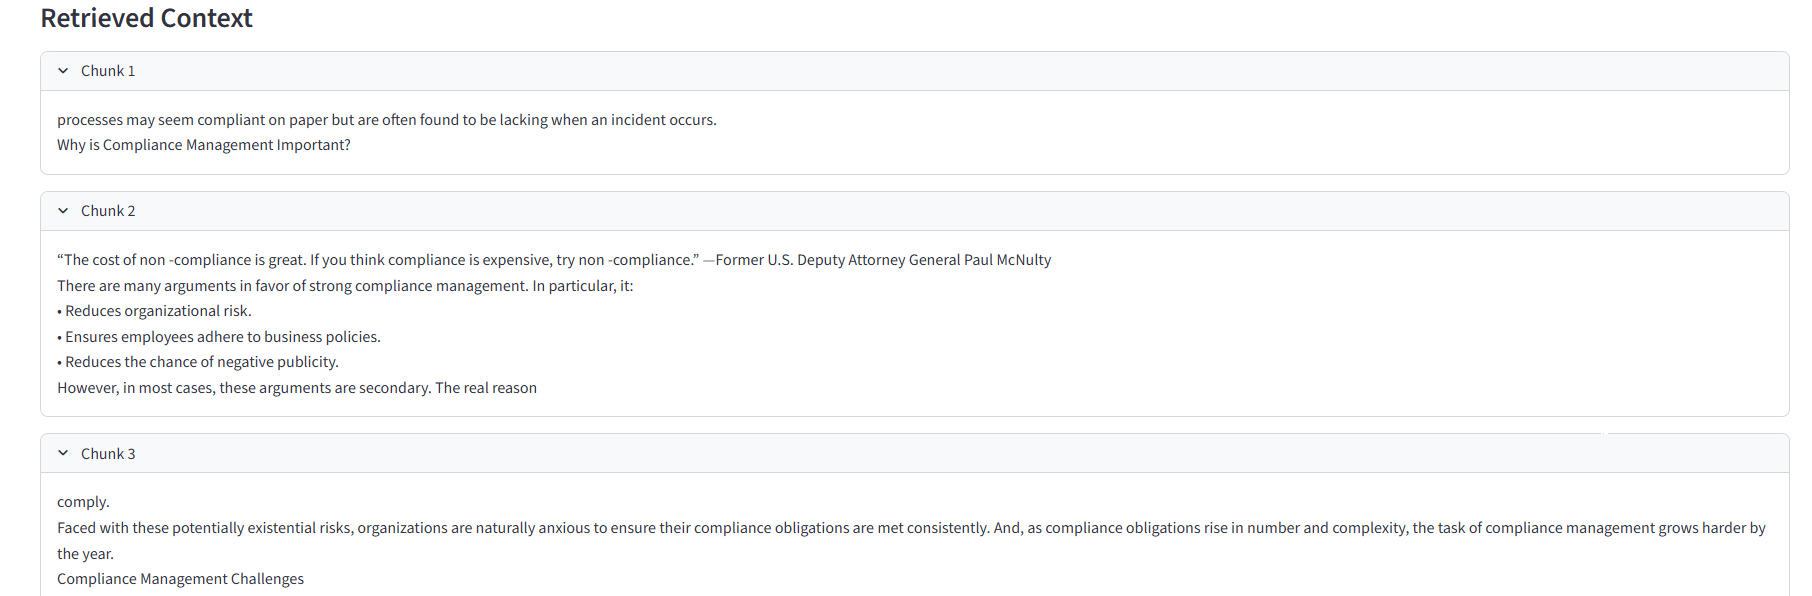 Retrieved Context
Chunk 1
processes may seem compliant on paper but are often found to be lacking when an incident occurs.
Why is Compliance Management Important?
Chunk 2
“The cost of non -compliance is great. If you think compliance is expensive, try non -compliance.” —Former U.S. Deputy Attorney General Paul McNulty
There are many arguments in favor of strong compliance management. In particular, it:
• Reduces organizational risk.
• Ensures employees adhere to business policies.
• Reduces the chance of negative publicity.
However, in most cases, these arguments are secondary. The real reason
Chunk 3
comply.
Faced with these potentially existential risks, organizations are naturally anxious to ensure their compliance obligations are met consistently. And, as compliance obligations rise in number and complexity, the task of compliance management grows harder by
the year.
Compliance Management Challenges